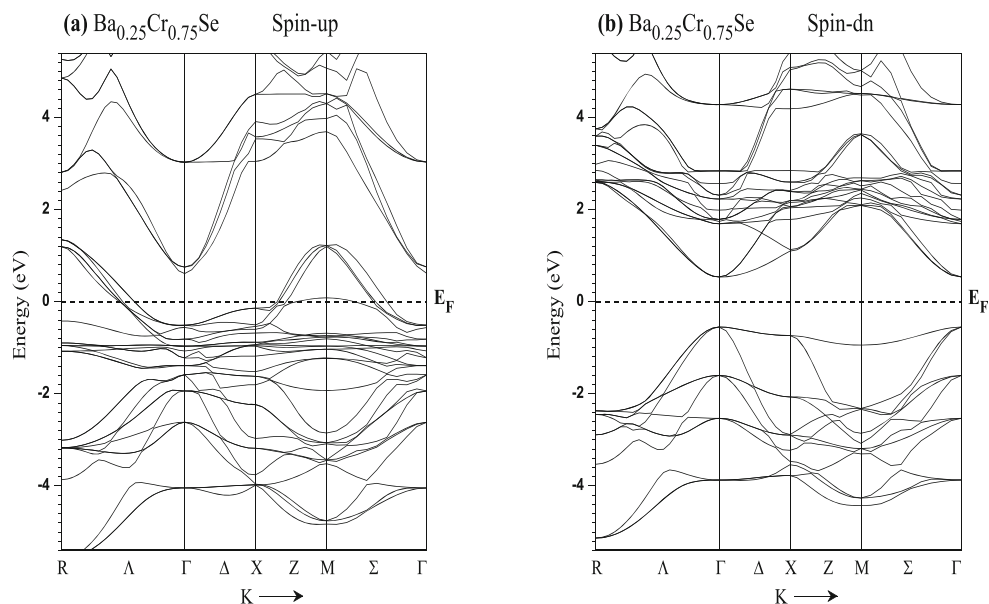 (a) Ba0.25Cr0.75Se Spin-up
4
2
0
-2
-4
Energy (eV)
EF
R Λ Γ Δ X Z M Σ Γ
K
(b) Ba0.25Cr0.75Se Spin-dn
4
2
0
-2
-4
Energy (eV)
EF
R Λ Γ Δ X Z M Σ Γ
K